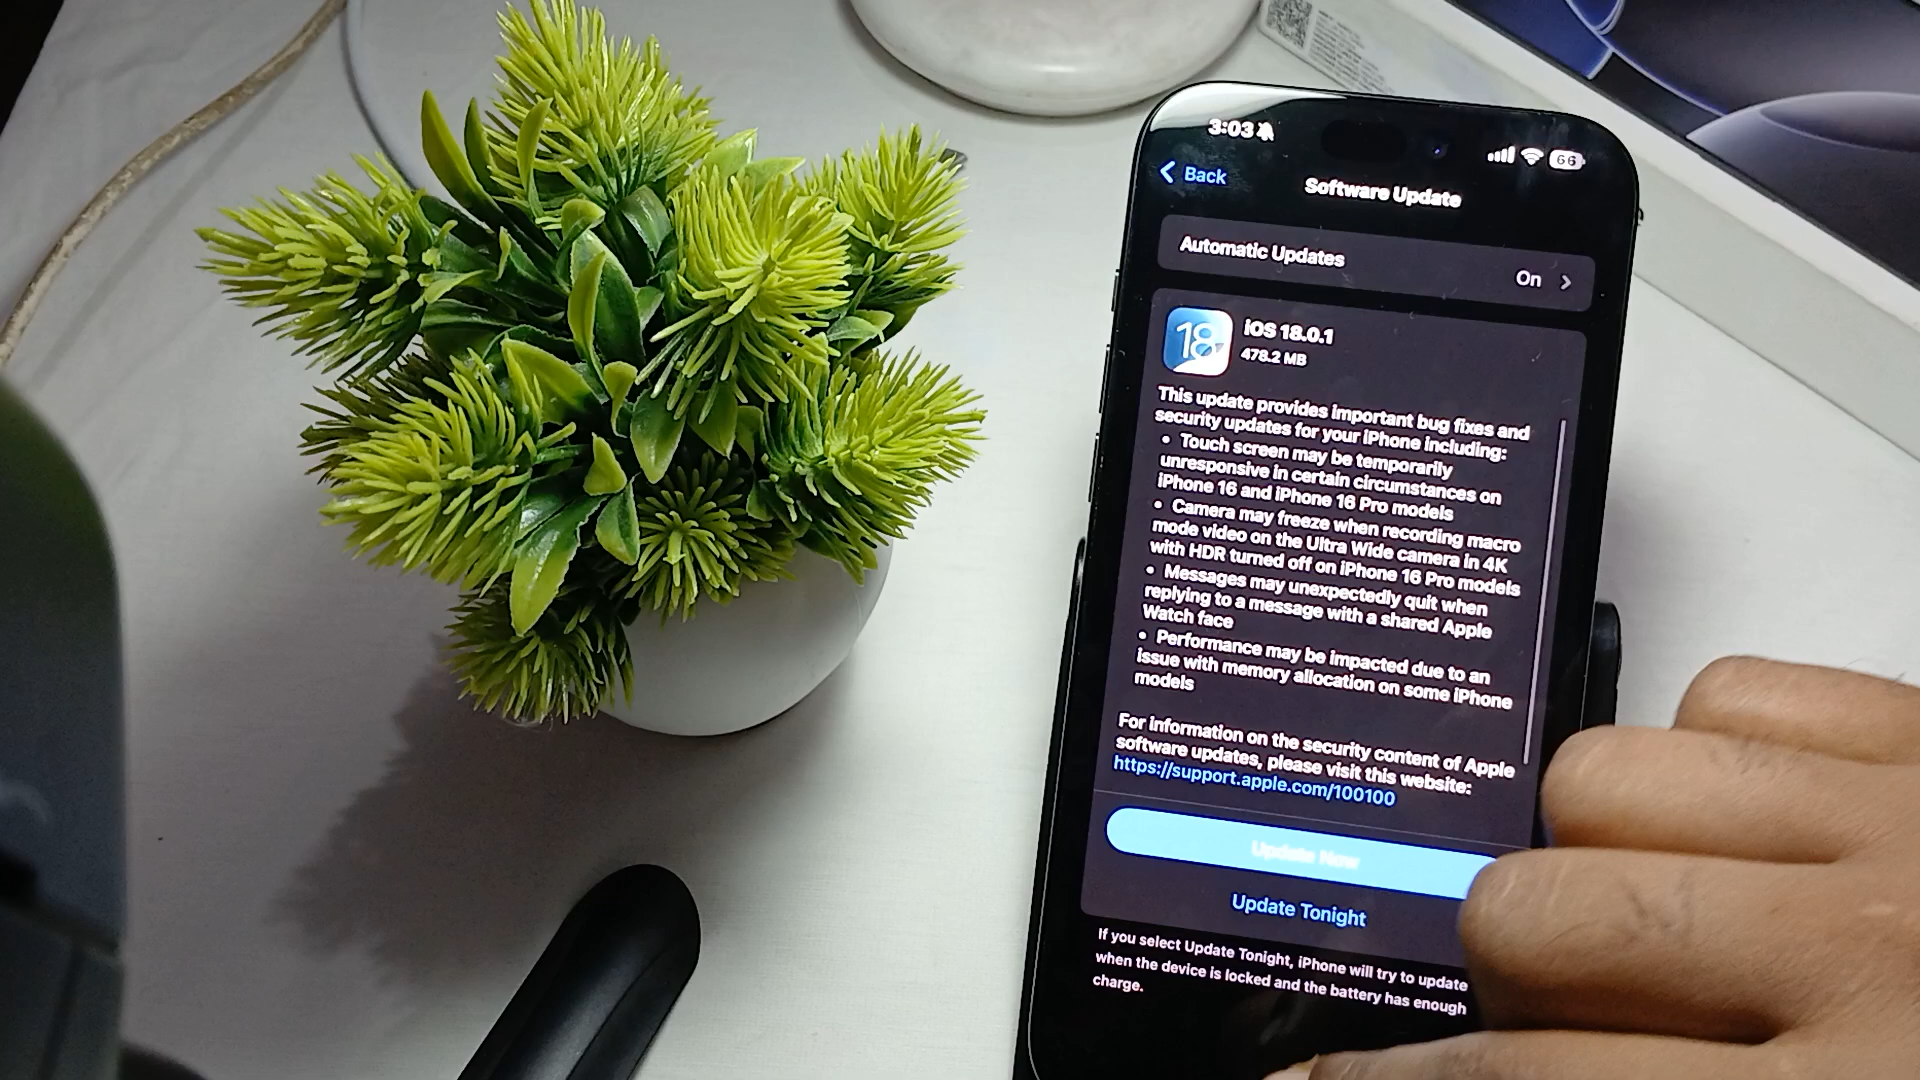 3:03
66
Back
Software Update
Automatic Updates
On
18
iOS 18.0.1
478.2 MB
This update provides important bug fixes and
security updates for your iPhone including:
• Touch screen may be temporarily
unresponsive in certain circumstances on
iPhone 16 and iPhone 16 Pro models
• Camera may freeze when recording macro
mode video on the Ultra Wide camera in 4K
with HDR turned off on iPhone 16 Pro models
• Messages may unexpectedly quit when
replying to a message with a shared Apple
Watch face
• Performance may be impacted due to an
issue with memory allocation on some iPhone
models
For information on the security content of Apple
software updates, please visit this website:
https://support.apple.com/100100
Update Now
Update Tonight
If you select Update Tonight, iPhone will try to update
when the device is locked and the battery has enough
charge.